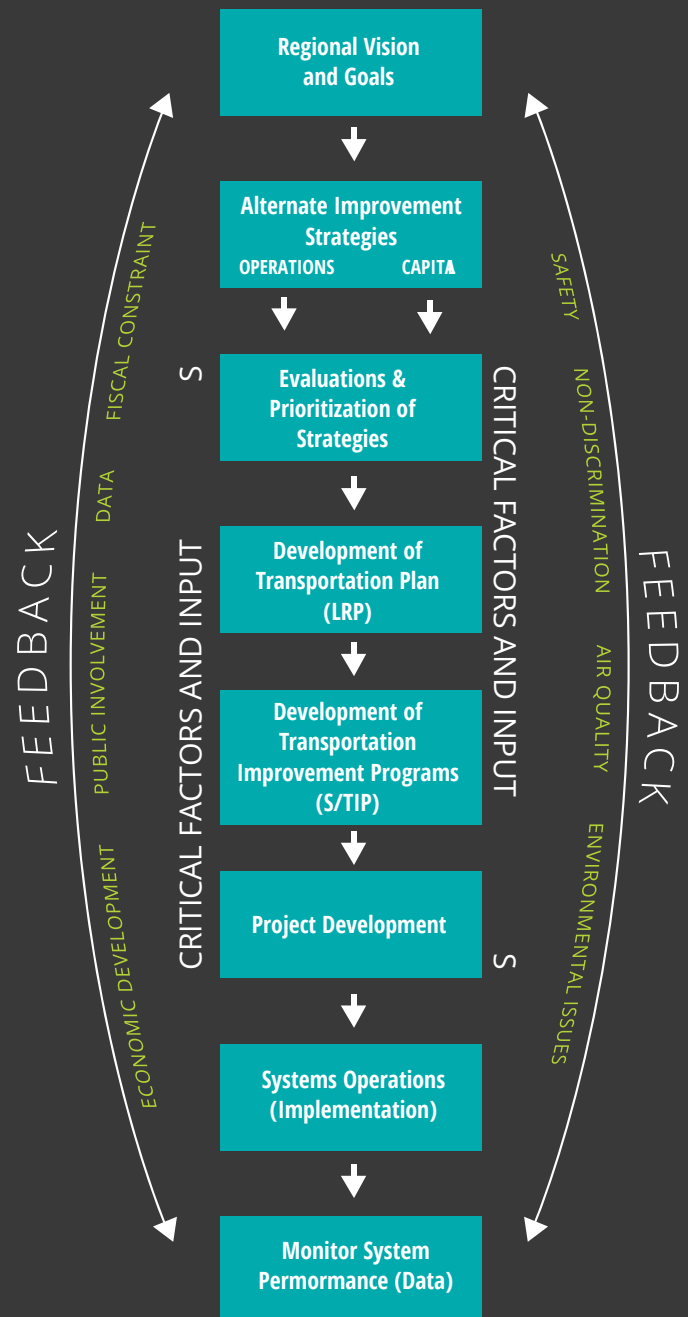 Regional Vision
and Goals
Alternate Improvement
Strategies
OPERATIONS
CAPITA
Evaluations &
Prioritization of
Strategies
Development of
Transportation Plan
(LRP)
Development of
Transportation
Improvement Programs
(S/TIP)
Project Development
Systems Operations
(Implementation)
Monitor System
Permormance (Data)
FEEDBACK
FISCAL CONSTRAINT
DATA
PUBLIC INVOLVEMENT
ECONOMIC DEVELOPMENT
CRITICAL FACTORS AND INPUT
S
CRITICAL FACTORS AND INPUT
S
SAFETY
NON-DISCRIMINATION
AIR QUALITY
ENVIRONMENTAL ISSUES
FEEDBACK